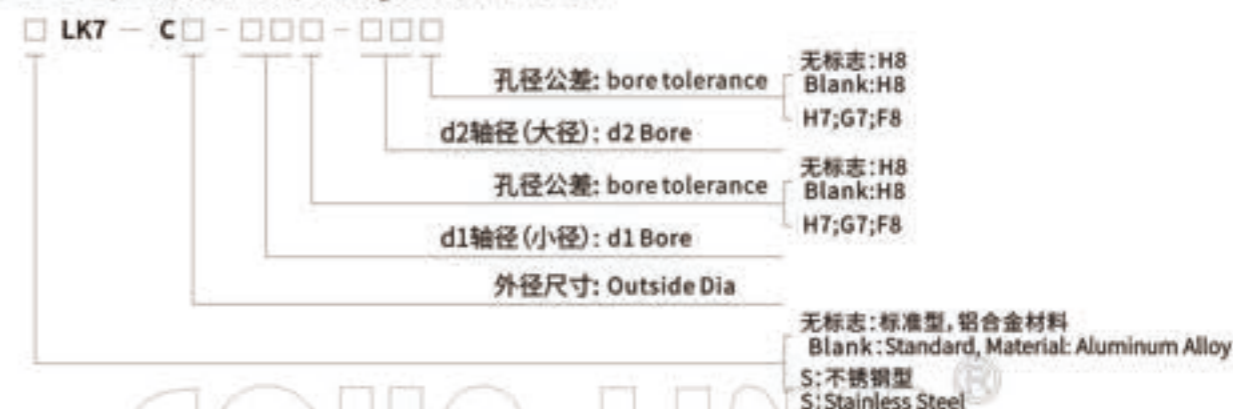 □ LK7 — C□ - □□□ - □□□
无标志:H8
孔径公差: bore tolerance
Blank:H8
H7;G7;F8
d2轴径(大径): d2 Bore
无标志:H8
孔径公差: bore tolerance
Blank:H8
H7;G7;F8
d1轴径(小径): d1 Bore
外径尺寸: Outside Dia
无标志:标准型,铝合金材料
Blank:Standard, Material: Aluminum Alloy
S:不锈钢型
®
S:Stainless Steel